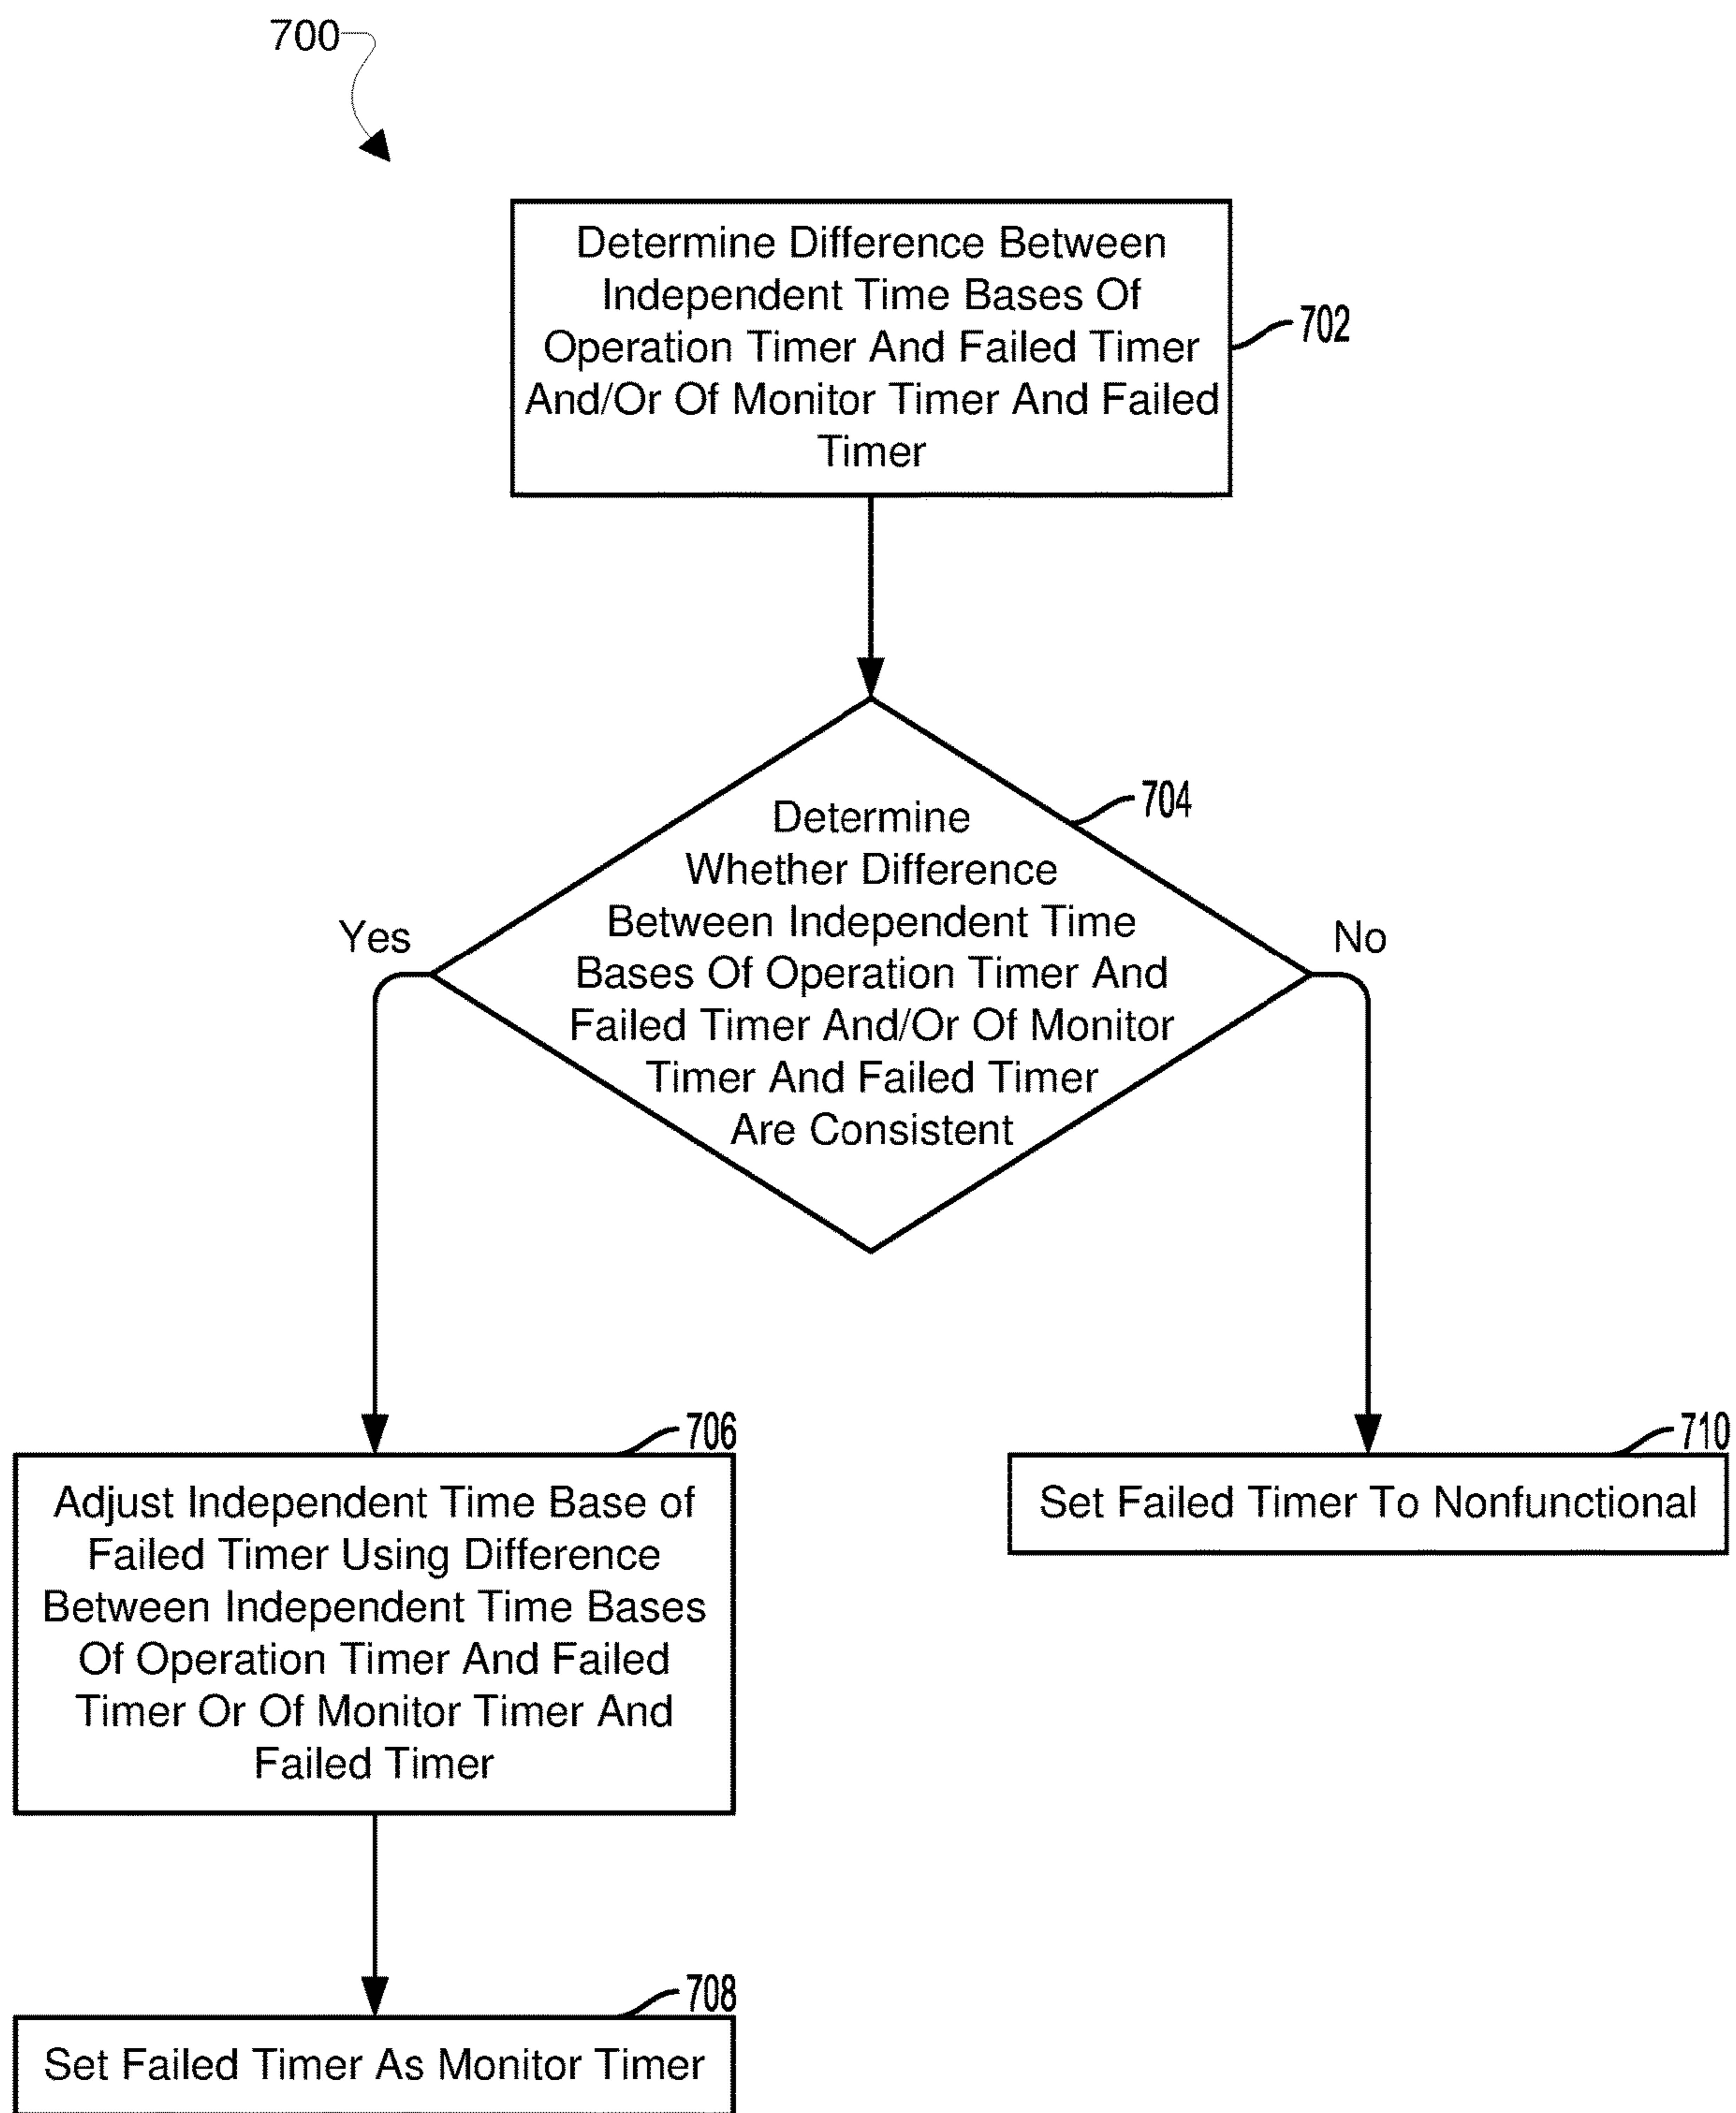 700
Determine Difference Between
Independent Time Bases Of
Operation Timer And Failed Timer
And/Or Of Monitor Timer And Failed
Timer
702
704
Determine
Whether Difference
Between Independent Time
Bases Of Operation Timer And
Failed Timer And/Or Of Monitor
Timer And Failed Timer
Are Consistent
Yes
No
706
Adjust Independent Time Base of
Failed Timer Using Difference
Between Independent Time Bases
Of Operation Timer And Failed
Timer Or Of Monitor Timer And
Failed Timer
710
Set Failed Timer To Nonfunctional
708
Set Failed Timer As Monitor Timer